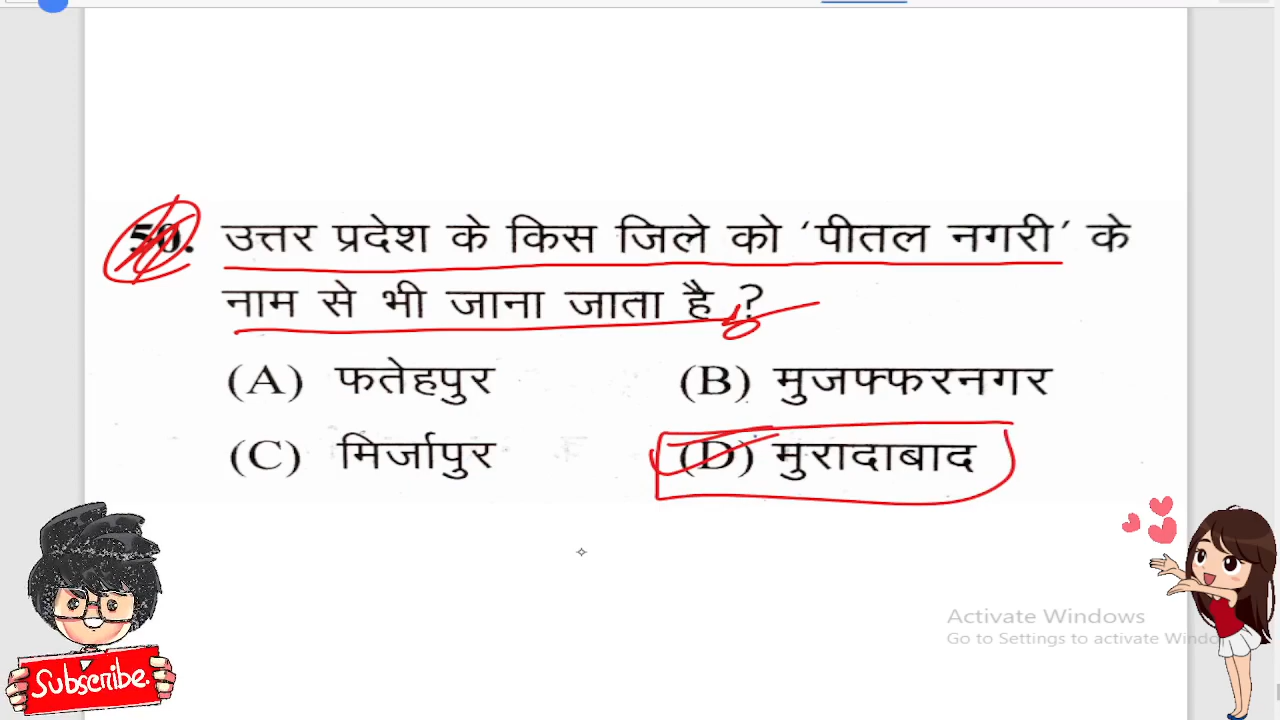 50. उत्तर प्रदेश के किस जिले को ‘पीतल नगरी’ के
नाम से भी जाना जाता है ?
(A) फतेहपुर (B) मुजफ्फरनगर
(C) मिर्जापुर (D) मुरादाबाद
Activate Windows
Go to Settings to activate Windo
Subscribe.